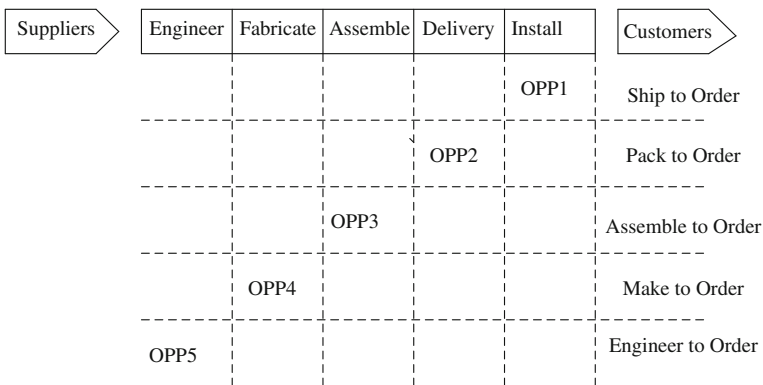 Suppliers Engineer Fabricate Assemble Delivery Install Customers
OPP1 Ship to Order
OPP2 Pack to Order
OPP3 Assemble to Order
OPP4 Make to Order
OPP5 Engineer to Order